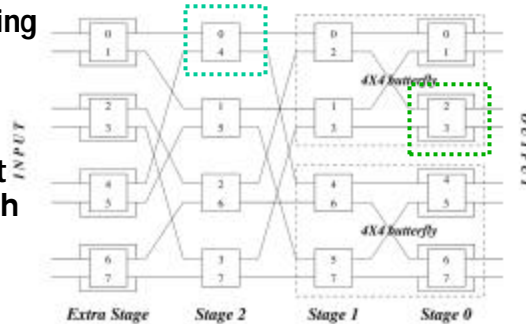 ing
0 0 0 0
1 4 2 1
4X4 butterfly
2 1 1 2
3 5 3 3
INPUT
t
h
4 2 4 4
5 6 6 5
4X4 butterfly
6 3 5 6
7 7 7 7
Extra Stage Stage 2 Stage 1 Stage 0